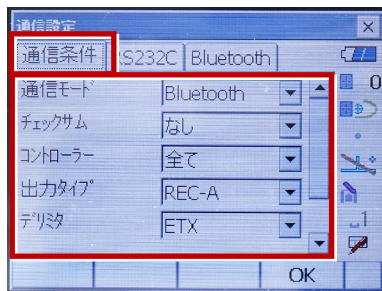 通信設定
通信条件 RS232C Bluetooth
通信モード Bluetooth
0
チェックサム なし
コントローラー 全て
出力タイプ REC-A
デリミタ ETX
1
OK